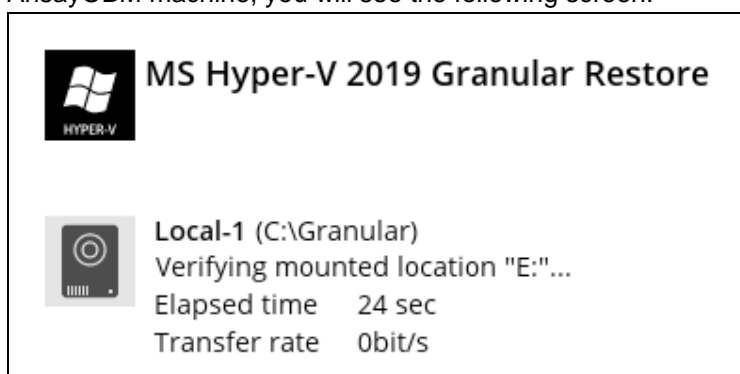 AhsayOBM machine, you will see the following screen:
MS Hyper-V 2019 Granular Restore
HYPER-V
Local-1 (C:\Granular)
Verifying mounted location "E:"...
Elapsed time 24 sec
Transfer rate 0bit/s